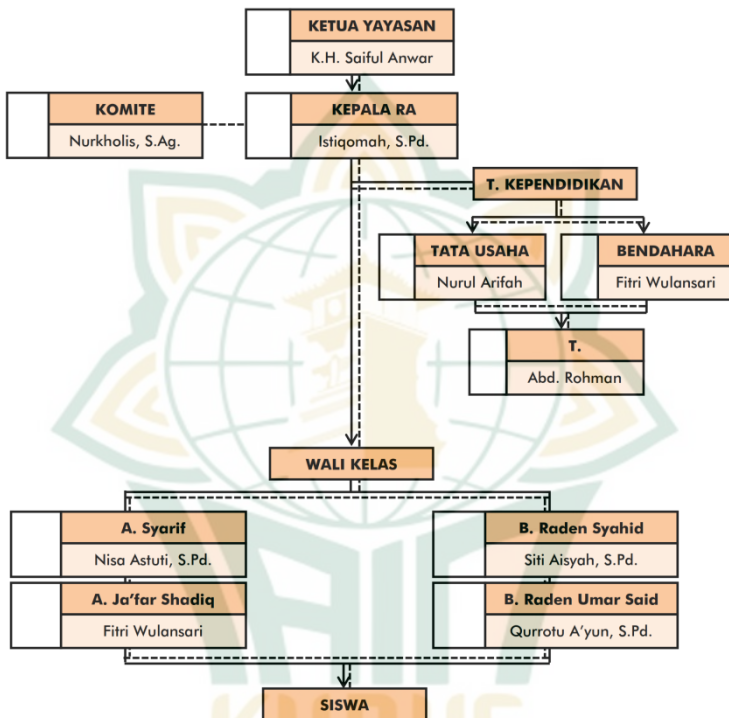 KETUA YAYASAN
K.H. Saiful Anwar
KOMITE
Nurkholis, S.Ag.
KEPALA RA
Istiqomah, S.Pd.
T. KEPENDIDIKAN
TATA USAHA
Nurul Arifah
BENDAHARA
Fitri Wulansari
T.
Abd. Rohman
WALI KELAS
A. Syarif
Nisa Astuti, S.Pd.
B. Raden Syahid
Siti Aisyah, S.Pd.
A. Ja'far Shadiq
Fitri Wulansari
B. Raden Umar Said
Qurrotu A'yun, S.Pd.
SISWA